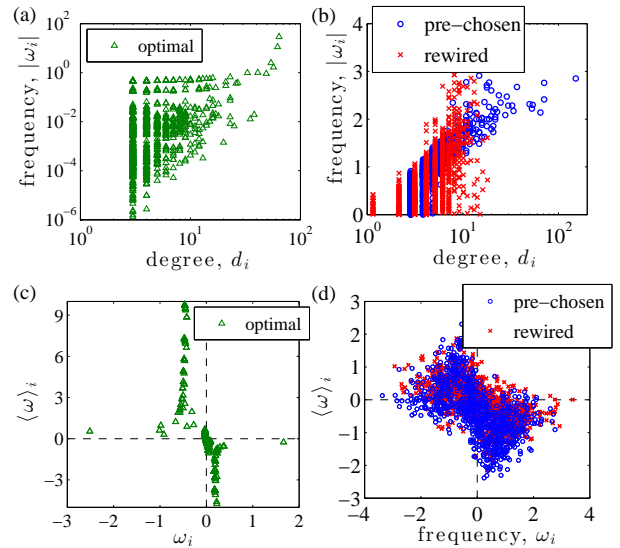 (a)
optimal
frequency, |ω_i|
10^2
10^0
10^-2
10^-4
10^-6
10^0
10^1
10^2
degree, d_i
(b)
pre−chosen
rewired
frequency, |ω_i|
4
3
2
1
0
10^0
10^1
10^2
degree, d_i
(c)
optimal
⟨ω⟩_i
9
6
3
0
−3
−3
−2
−1
0
1
2
ω_i
(d)
pre−chosen
rewired
⟨ω⟩_i
3
2
1
0
−1
−2
−3
−4
−2
0
2
4
frequency, ω_i